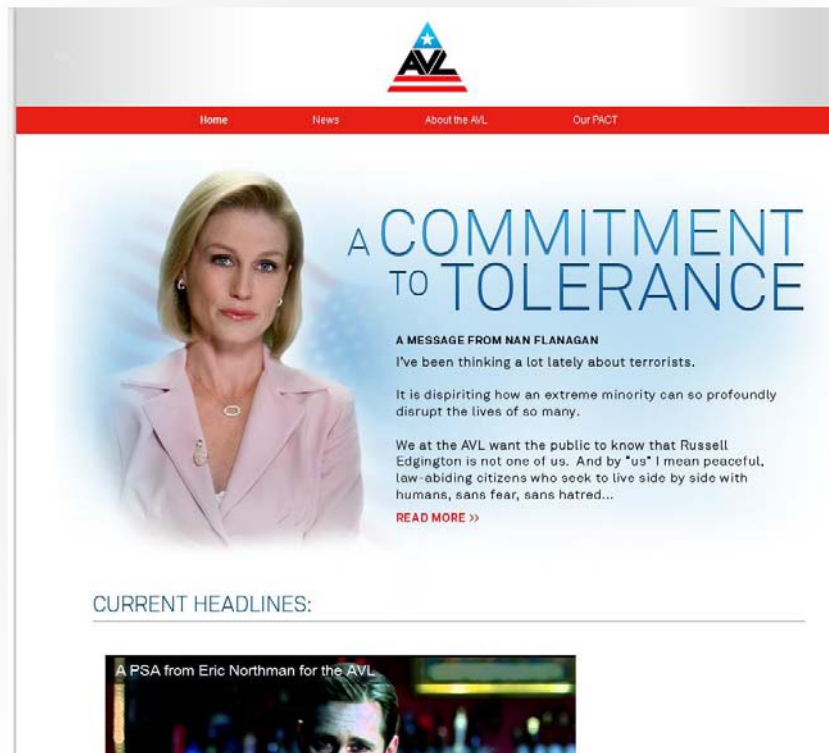 AVL
Home News About the AVL Our PACT
A COMMITMENT
TO TOLERANCE
A MESSAGE FROM NAN FLANAGAN
I've been thinking a lot lately about terrorists.
It is dispiriting how an extreme minority can so profoundly
disrupt the lives of so many.
We at the AVL want the public to know that Russell
Edgington is not one of us. And by "us" I mean peaceful,
law-abiding citizens who seek to live side by side with
humans, sans fear, sans hatred...
READ MORE >>
CURRENT HEADLINES:
A PSA from Eric Northman for the AVL